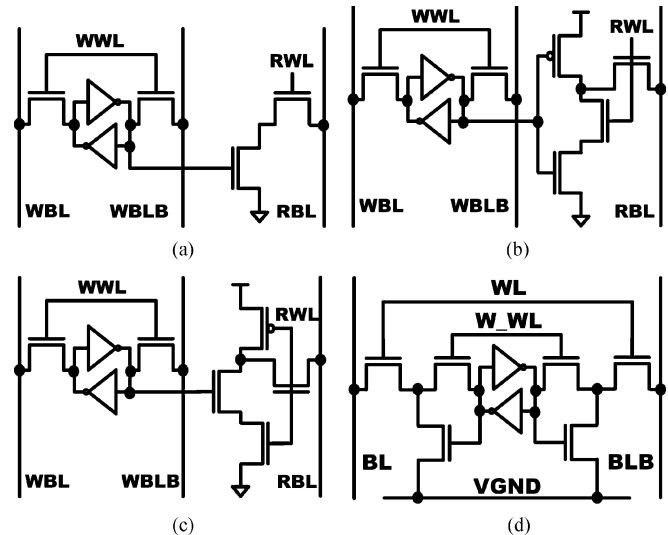 WWL
RWL
WBL
WBLB
RBL
(a)
WWL
RWL
WBL
WBLB
RBL
(b)
WWL
RWL
WBL
WBLB
RBL
(c)
WL
W_WL
BL
BLB
VGND
(d)